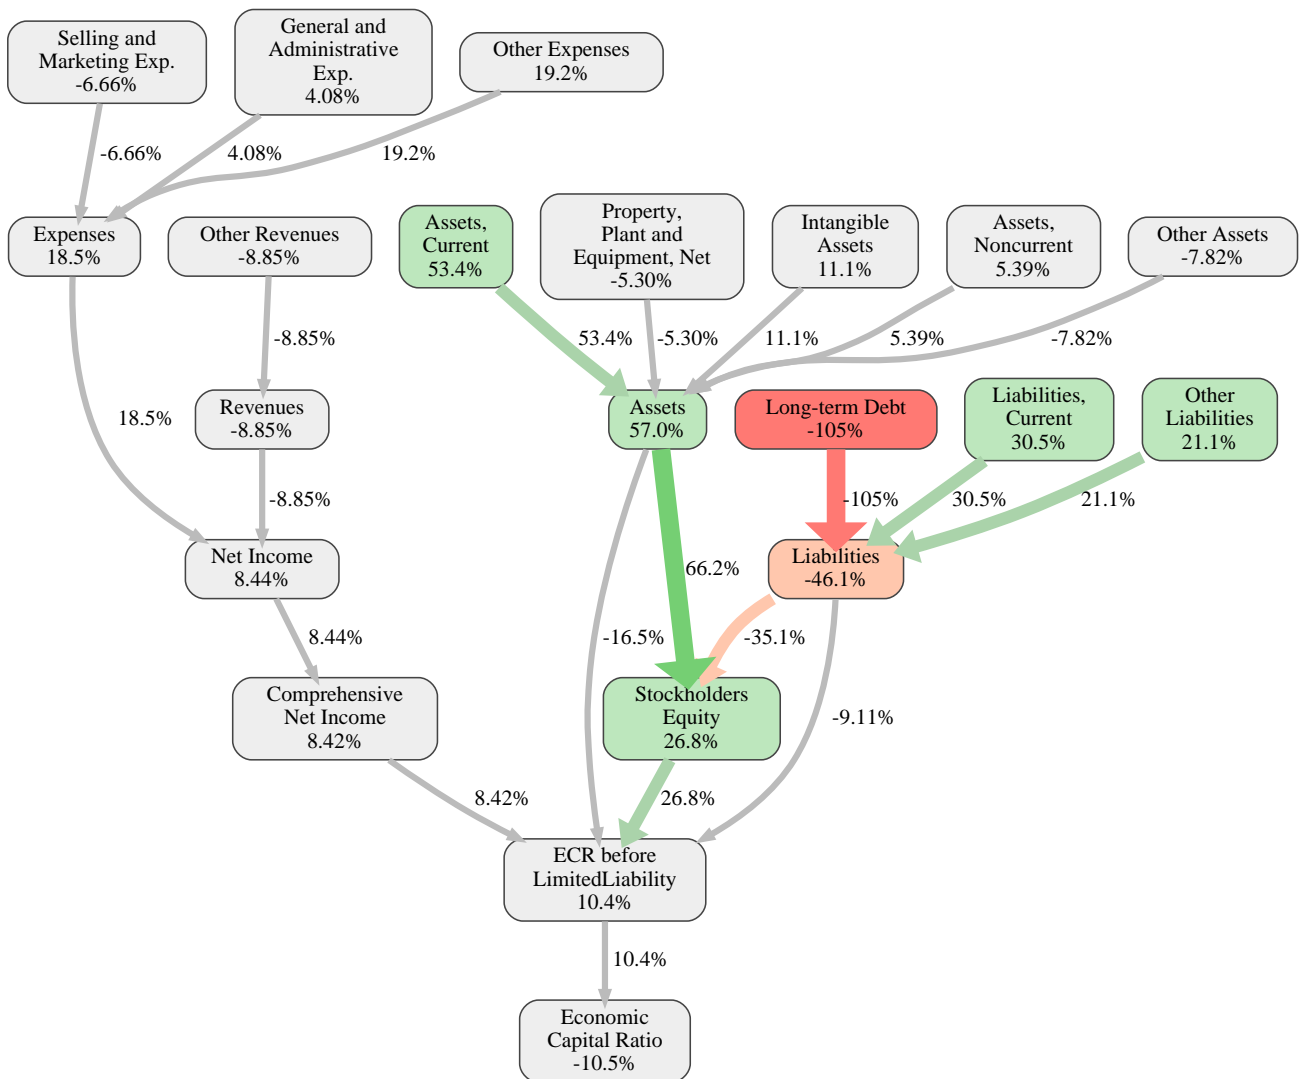 Selling and
Marketing Exp.
-6.66%
General and
Administrative
Exp.
4.08%
Other Expenses
19.2%
-6.66%
4.08%
19.2%
Expenses
18.5%
Other Revenues
-8.85%
Assets,
Current
53.4%
Property,
Plant and
Equipment, Net
-5.30%
Intangible
Assets
11.1%
Assets,
Noncurrent
5.39%
Other Assets
-7.82%
-8.85%
53.4%
-5.30%
11.1%
5.39%
-7.82%
18.5%
Revenues
-8.85%
Assets
57.0%
Long-term Debt
-105%
Liabilities,
Current
30.5%
Other
Liabilities
21.1%
-8.85%
-105%
30.5%
21.1%
Net Income
8.44%
66.2%
Liabilities
-46.1%
8.44%
-16.5%
-35.1%
Comprehensive
Net Income
8.42%
Stockholders
Equity
26.8%
-9.11%
8.42%
26.8%
ECR before
LimitedLiability
10.4%
10.4%
Economic
Capital Ratio
-10.5%